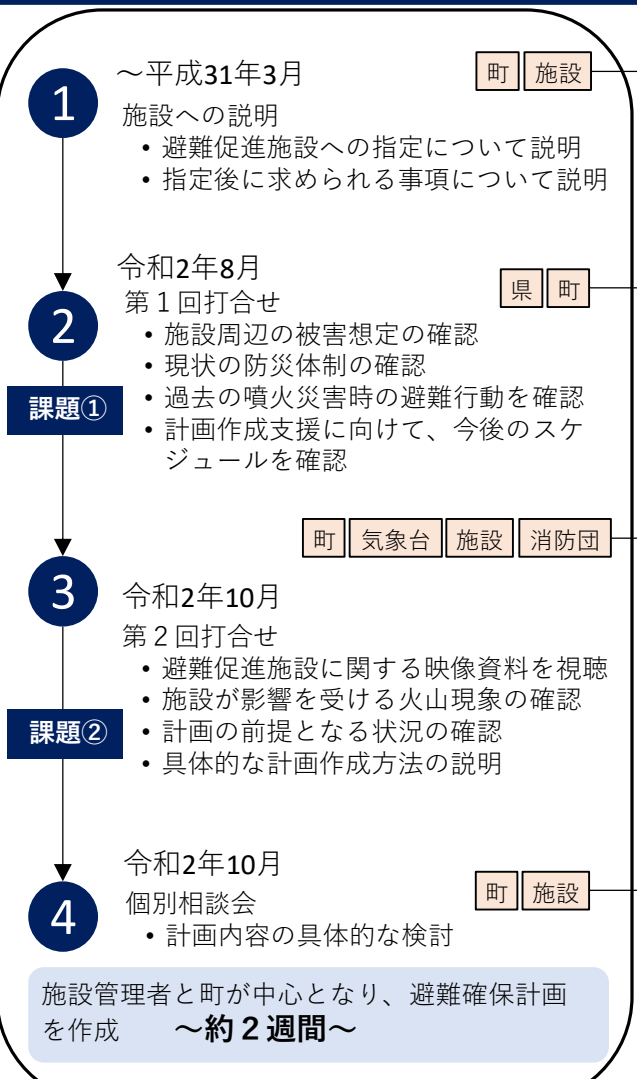 1
～平成31年3月
町 施設
施設への説明
• 避難促進施設への指定について説明
• 指定後に求められる事項について説明
2
令和2年8月
県 町
第１回打合せ
• 施設周辺の被害想定の確認
• 現状の防災体制の確認
• 過去の噴火災害時の避難行動を確認
• 計画作成支援に向けて、今後のスケ
ジュールを確認
課題①
町 気象台 施設 消防団
3
令和2年10月
第２回打合せ
• 避難促進施設に関する映像資料を視聴
• 施設が影響を受ける火山現象の確認
• 計画の前提となる状況の確認
• 具体的な計画作成方法の説明
課題②
4
令和2年10月
町 施設
個別相談会
• 計画内容の具体的な検討
施設管理者と町が中心となり、避難確保計画
を作成 ～約２週間～